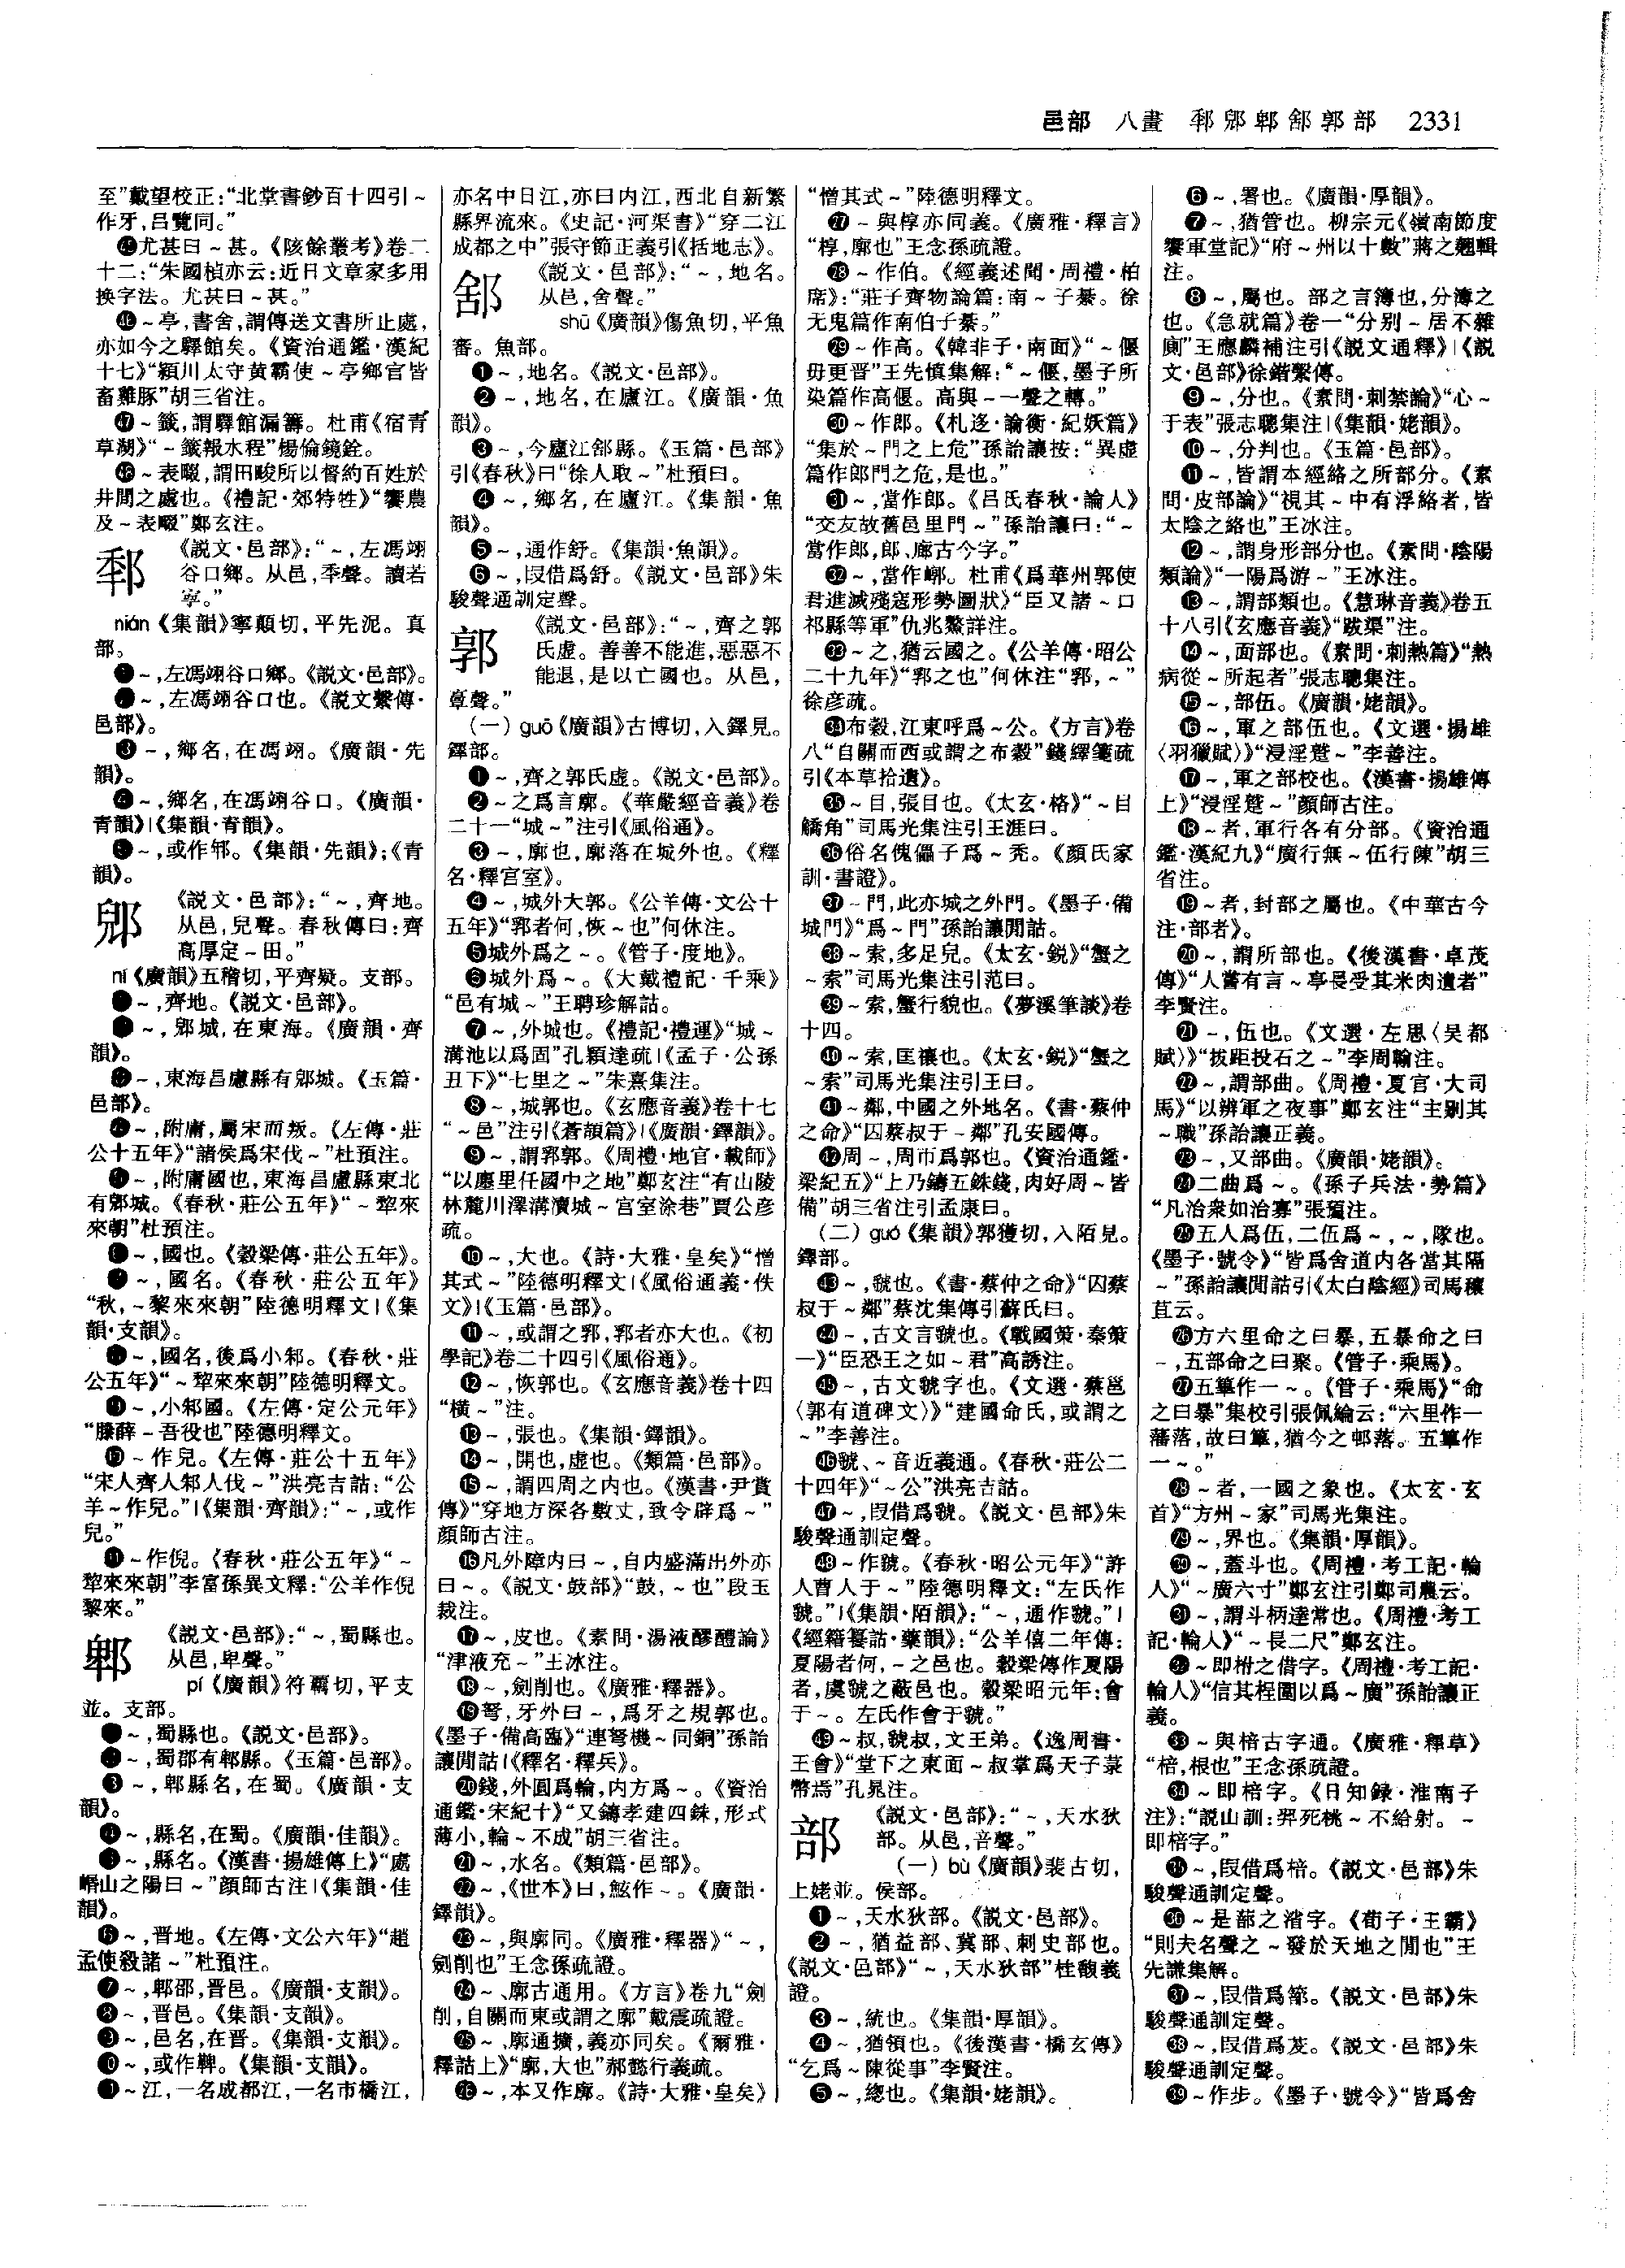 邑部　八畫　䣅郳郫䣄郭部　2331
至”戴望校正：“北堂書鈔百十四引～
作牙，吕覽同。”
㊺尤甚曰～甚。《陔餘叢考》卷二
十二：“朱國楨亦云：近日文章家多用
换字法。尤甚曰～甚。”
㊻～亭，書舍，謂傳送文書所止處，
亦如今之驛館矣。《資治通鑑·漢紀
十七》“潁川太守黄霸使～亭鄉官皆
畜雞豚”胡三省注。
㊼～籤，謂驛館漏籌。杜甫《宿青
草湖》“～籤報水程”楊倫鏡銓。
㊽～表畷，謂田畯所以督約百姓於
井間之處也。《禮記·郊特牲》“饗農
及～表畷”鄭玄注。
《説文·邑部》：“～，左馮翊
谷口鄉。从邑，秊聲。讀若
寧。”
nián《集韻》寧顛切，平先泥。真
部。
❶～，左馮翊谷口鄉。《説文·邑部》。
❷～，左馮翊谷口也。《説文繫傳·
邑部》。
❸～，鄉名，在馮翊。《廣韻·先
韻》。
❹～，鄉名，在馮翊谷口。《廣韻·
青韻》|《集韻·青韻》。
❺～，或作邾。《集韻·先韻》；《青
韻》。
郳
《説文·邑部》：“～，齊地。
从邑，兒聲。春秋傳曰：齊
高厚定～田。”
ní《廣韻》五稽切，平齊疑。支部。
❶～，齊地。《説文·邑部》。
❷～，郳城，在東海。《廣韻·齊
韻》。
❸～，東海昌慮縣有郳城。《玉篇·
邑部》。
❹～，附庸，屬宋而叛。《左傳·莊
公十五年》“諸侯爲宋伐～”杜預注。
❺～，附庸國也，東海昌慮縣東北
有郳城。《春秋·莊公五年》“～犂來
來朝”杜預注。
❻～，國也。《穀梁傳·莊公五年》。
❼～，國名。《春秋·莊公五年》
“秋，～黎來來朝”陸德明釋文|《集
韻·支韻》。
❽～，國名，後爲小邾。《春秋·莊
公五年》“～犂來來朝”陸德明釋文。
❾～，小邾國。《左傳·定公元年》
“滕薛～吾役也”陸德明釋文。
❿～作兒。《左傳·莊公十五年》
“宋人齊人邾人伐～”洪亮吉詁：“公
羊～作兒。”|《集韻·齊韻》：“～，或作
兒。”
⓫～作倪。《春秋·莊公五年》“～
犂來來朝”李富孫異文釋：“公羊作倪
黎來。”
郫
《説文·邑部》：“～，蜀縣也。
从邑，卑聲。”
pí《廣韻》符羈切，平支
並。支部。
❶～，蜀縣也。《説文·邑部》。
❷～，蜀郡有郫縣。《玉篇·邑部》。
❸～，郫縣名，在蜀。《廣韻·支
韻》。
❹～，縣名，在蜀。《廣韻·佳韻》。
❺～，縣名。《漢書·揚雄傳上》“處
崏山之陽曰～”顔師古注|《集韻·佳
韻》。
❻～，晋地。《左傳·文公六年》“趙
孟使殺諸～”杜預注。
❼～，郫邵，晋邑。《廣韻·支韻》。
❽～，晋邑。《集韻·支韻》。
❾～，邑名，在晋。《集韻·支韻》。
❿～，或作䩗。《集韻·支韻》。
⓫～江，一名成都江，一名市橋江，
亦名中日江，亦曰内江，西北自新繁
縣界流來。《史記·河渠書》“穿二江
成都之中”張守節正義引《括地志》。
《説文·邑部》：“～，地名。
从邑，舍聲。”
shū《廣韻》傷魚切，平魚
審。魚部。
❶～，地名。《説文·邑部》。
❷～，地名，在廬江。《廣韻·魚
韻》。
❸～，今廬江䣄縣。《玉篇·邑部》
引《春秋》曰“徐人取～”杜預曰。
❹～，鄉名，在廬江。《集韻·魚
韻》。
❺～，通作舒。《集韻·魚韻》。
❻～，叚借爲舒。《説文·邑部》朱
駿聲通訓定聲。
郭
《説文·邑部》：“～，齊之郭
氏虚。善善不能進，惡惡不
能退，是以亡國也。从邑，
𩫏聲。”
（一）guō《廣韻》古博切，入鐸見。
鐸部。
❶～，齊之郭氏虚。《説文·邑部》。
❷～之爲言廓。《華嚴經音義》卷
二十一“城～”注引《風俗通》。
❸～，廓也，廓落在城外也。《釋
名·釋宫室》。
❹～，城外大郭。《公羊傳·文公十
五年》“郛者何，恢～也”何休注。
❺城外爲之～。《管子·度地》。
❻城外爲～。《大戴禮記·千乘》
“邑有城～”王聘珍解詁。
❼～，外城也。《禮記·禮運》“城～
溝池以爲固”孔穎達疏|《孟子·公孫
丑下》“七里之～”朱熹集注。
❽～，城郭也。《玄應音義》卷十七
“～邑”注引《蒼頡篇》|《廣韻·鐸韻》。
❾～，謂郛郭。《周禮·地官·載師》
“以廛里任國中之地”鄭玄注“有山陵
林麓川澤溝瀆城～宫室涂巷”賈公彦
疏。
❿～，大也。《詩·大雅·皇矣》“憎
其式～”陸德明釋文|《風俗通義·佚
文》|《玉篇·邑部》。
⓫～，或謂之郛，郛者亦大也。《初
學記》卷二十四引《風俗通》。
⓬～，恢郭也。《玄應音義》卷十四
“横～”注。
⓭～，張也。《集韻·鐸韻》。
⓮～，開也，虚也。《類篇·邑部》。
⓯～，謂四周之内也。《漢書·尹賞
傳》“穿地方深各數丈，致令辟爲～”
顔師古注。
⓰凡外障内曰～，自内盛滿出外亦
曰～。《説文·鼓部》“鼓，～也”段玉
裁注。
⓱～，皮也。《素問·湯液醪醴論》
“津液充～”王冰注。
⓲～，劍削也。《廣雅·釋器》。
⓳弩，牙外曰～，爲牙之規郭也。
《墨子·備高臨》“連弩機～同銅”孫詒
讓閒詁|《釋名·釋兵》。
⓴錢，外圓爲輪，内方爲～。《資治
通鑑·宋紀十》“又鑄孝建四銖，形式
薄小，輪～不成”胡三省注。
㉑～，水名。《類篇·邑部》。
㉒～，《世本》曰，鮌作～。《廣韻·
鐸韻》。
㉓～，與廓同。《廣雅·釋器》“～，
劍削也”王念孫疏證。
㉔～、廓古通用。《方言》卷九“劍
削，自關而東或謂之廓”戴震疏證。
㉕～，廓通擴，義亦同矣。《爾雅·
釋詁上》“廓，大也”郝懿行義疏。
㉖～，本又作廓。《詩·大雅·皇矣》
“憎其式～”陸德明釋文。
㉗～與椁亦同義。《廣雅·釋言》
“椁，廓也”王念孫疏證。
㉘～作伯。《經義述聞·周禮·柏
席》：“莊子齊物論篇：南～子綦。徐
无鬼篇作南伯子綦。”
㉙～作高。《韓非子·南面》“～偃
毋更晋”王先慎集解：“～偃，墨子所
染篇作高偃。高與～一聲之轉。”
㉚～作郎。《札迻·論衡·紀妖篇》
“集於～門之上危”孫詒讓按：“異虚
篇作郎門之危，是也。”
㉛～，當作郎。《吕氏春秋·論人》
“交友故舊邑里門～”孫詒讓曰：“～
當作郎，郎、廊古今字。”
㉜～，當作崞。杜甫《爲華州郭使
君進滅殘寇形勢圖狀》“臣又諸～口
祁縣等軍”仇兆鰲詳注。
㉝～之，猶云國之。《公羊傳·昭公
二十九年》“郛之也”何休注“郛，～”
徐彦疏。
㉞布穀，江東呼爲～公。《方言》卷
八“自關而西或謂之布穀”錢繹箋疏
引《本草拾遺》。
㉟～目，張目也。《太玄·格》“～目
觿角”司馬光集注引王涯曰。
㊱俗名傀儡子爲～秃。《顔氏家
訓·書證》。
㊲～門，此亦城之外門。《墨子·備
城門》“爲～門”孫詒讓閒詁。
㊳～索，多足皃。《太玄·鋭》“蟹之
～索”司馬光集注引范曰。
㊴～索，蟹行貌也。《夢溪筆談》卷
十四。
㊵～索，匡禳也。《太玄·鋭》“蟹之
～索”司馬光集注引王曰。
㊶～鄰，中國之外地名。《書·蔡仲
之命》“囚蔡叔于～鄰”孔安國傳。
㊷周～，周帀爲郭也。《資治通鑑·
梁紀五》“上乃鑄五銖錢，肉好周～皆
備”胡三省注引孟康曰。
（二）guó《集韻》郭獲切，入陌見。
鐸部。
㊸～，虢也。《書·蔡仲之命》“囚蔡
叔于～鄰”蔡沈集傳引蘇氏曰。
㊹～，古文言虢也。《戰國策·秦策
一》“臣恐王之如～君”高誘注。
㊺～，古文虢字也。《文選·蔡邕
〈郭有道碑文〉》“建國命氏，或謂之
～”李善注。
㊻虢、～音近義通。《春秋·莊公二
十四年》“～公”洪亮吉詁。
㊼～，叚借爲虢。《説文·邑部》朱
駿聲通訓定聲。
㊽～作虢。《春秋·昭公元年》“許
人曹人于～”陸德明釋文：“左氏作
虢。”|《集韻·陌韻》：“～，通作虢。”|
《經籍籑詁·藥韻》：“公羊僖二年傳：
夏陽者何，～之邑也。穀梁傳作夏陽
者，虞虢之蔽邑也。穀梁昭元年：會
于～。左氏作會于虢。”
㊾～叔，虢叔，文王弟。《逸周書·
王會》“堂下之東面～叔掌爲天子菉
幣焉”孔晁注。
部
《説文·邑部》：“～，天水狄
部。从邑，咅聲。”
（一）bù《廣韻》裴古切，
上姥並。侯部。
❶～，天水狄部。《説文·邑部》。
❷～，猶益部、冀部、刺史部也。
《説文·邑部》“～，天水狄部”桂馥義
證。
❸～，統也。《集韻·厚韻》。
❹～，猶領也。《後漢書·橋玄傳》
“乞爲～陳從事”李賢注。
❺～，總也。《集韻·姥韻》。
❻～，署也。《廣韻·厚韻》。
❼～，猶管也。柳宗元《嶺南節度
饗軍堂記》“府～州以十數”蔣之翹輯
注。
❽～，屬也。部之言簿也，分簿之
也。《急就篇》卷一“分别～居不雜
廁”王應麟補注引《説文通釋》|《説
文·邑部》徐鍇繫傳。
❾～，分也。《素問·刺禁論》“心～
于表”張志聰集注|《集韻·姥韻》。
❿～，分判也。《玉篇·邑部》。
⓫～，皆謂本經絡之所部分。《素
問·皮部論》“視其～中有浮絡者，皆
太陰之絡也”王冰注。
⓬～，謂身形部分也。《素問·陰陽
類論》“一陽爲游～”王冰注。
⓭～，謂部類也。《慧琳音義》卷五
十八引《玄應音義》“跋渠”注。
⓮～，面部也。《素問·刺熱篇》“熱
病從～所起者”張志聰集注。
⓯～，部伍。《廣韻·姥韻》。
⓰～，軍之部伍也。《文選·揚雄
〈羽獵賦〉》“浸淫蹵～”李善注。
⓱～，軍之部校也。《漢書·揚雄傳
上》“浸淫蹵～”顔師古注。
⓲～者，軍行各有分部。《資治通
鑑·漢紀九》“廣行無～伍行陳”胡三
省注。
⓳～者，封部之屬也。《中華古今
注·部者》。
⓴～，謂所部也。《後漢書·卓茂
傳》“人嘗有言～亭長受其米肉遺者”
李賢注。
㉑～，伍也。《文選·左思〈吴都
賦〉》“拔距投石之～”李周翰注。
㉒～，謂部曲。《周禮·夏官·大司
馬》“以辨軍之夜事”鄭玄注“主别其
～職”孫詒讓正義。
㉓～，又部曲。《廣韻·姥韻》。
㉔二曲爲～。《孫子兵法·勢篇》
“凡治衆如治寡”張預注。
㉕五人爲伍，二伍爲～，～，隊也。
《墨子·號令》“皆爲舍道内各當其隔
～”孫詒讓閒詁引《太白陰經》司馬穰
苴云。
㉖方六里命之曰暴，五暴命之曰
～，五部命之曰聚。《管子·乘馬》。
㉗五篳作一～。《管子·乘馬》“命
之曰暴”集校引張佩綸云：“六里作一
藩落，故曰篳，猶今之邨落。五篳作
一～。”
㉘～者，一國之象也。《太玄·玄
首》“方州～家”司馬光集注。
㉙～，界也。《集韻·厚韻》。
㉚～，蓋斗也。《周禮·考工記·輪
人》“～廣六寸”鄭玄注引鄭司農云。
㉛～，謂斗柄達常也。《周禮·考工
記·輪人》“～長二尺”鄭玄注。
㉜～即柎之借字。《周禮·考工記·
輪人》“信其桯圍以爲～廣”孫詒讓正
義。
㉝～與棓古字通。《廣雅·釋草》
“棓，根也”王念孫疏證。
㉞～即棓字。《日知録·淮南子
注》：“説山訓：羿死桃～不給射。～
即棓字。”
㉟～，叚借爲棓。《説文·邑部》朱
駿聲通訓定聲。
㊱～是蔀之渻字。《荀子·王霸》
“則夫名聲之～發於天地之閒也”王
先謙集解。
㊲～，叚借爲篰。《説文·邑部》朱
駿聲通訓定聲。
㊳～，叚借爲茇。《説文·邑部》朱
駿聲通訓定聲。
㊴～作步。《墨子·號令》“皆爲舍